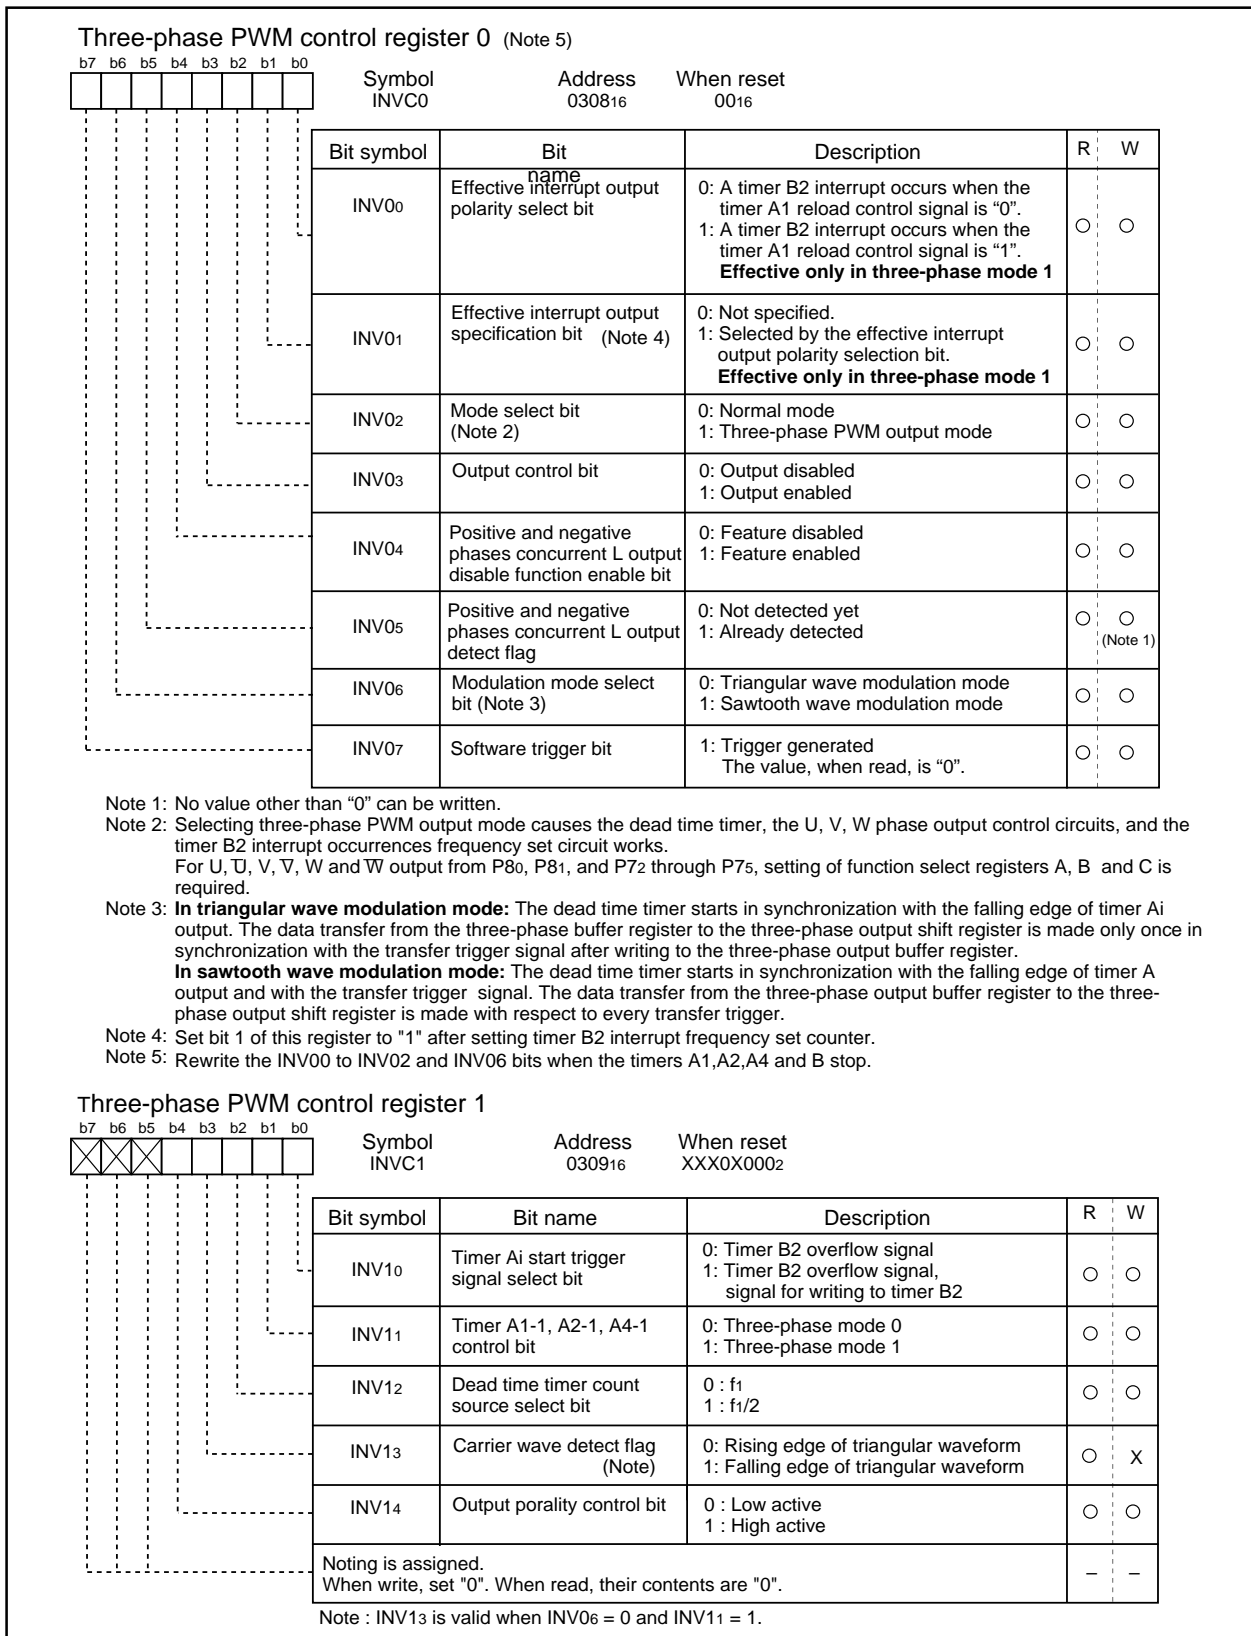 Three-phase PWM control register 0 (Note 5)
b7 b6 b5 b4 b3 b2 b1 b0
Symbol Address When reset
INVC0 030816 0016
Bit symbol Bit name Description R W
INV00 Effective interrupt output polarity select bit 0: A timer B2 interrupt occurs when the
timer A1 reload control signal is “0”.
1: A timer B2 interrupt occurs when the
timer A1 reload control signal is “1”.
Effective only in three-phase mode 1
INV01 Effective interrupt output specification bit (Note 4) 0: Not specified.
1: Selected by the effective interrupt
output polarity selection bit.
Effective only in three-phase mode 1
INV02 Mode select bit (Note 2) 0: Normal mode
1: Three-phase PWM output mode
INV03 Output control bit 0: Output disabled
1: Output enabled
INV04 Positive and negative phases concurrent L output disable function enable bit 0: Feature disabled
1: Feature enabled
INV05 Positive and negative phases concurrent L output detect flag 0: Not detected yet
1: Already detected
(Note 1)
INV06 Modulation mode select bit (Note 3) 0: Triangular wave modulation mode
1: Sawtooth wave modulation mode
INV07 Software trigger bit 1: Trigger generated
The value, when read, is “0”.
Note 1: No value other than “0” can be written.
Note 2: Selecting three-phase PWM output mode causes the dead time timer, the U, V, W phase output control circuits, and the
timer B2 interrupt occurrences frequency set circuit works.
For U, U̅, V, V̅, W and W̅ output from P80, P81, and P72 through P75, setting of function select registers A, B and C is
required.
Note 3: In triangular wave modulation mode: The dead time timer starts in synchronization with the falling edge of timer Ai
output. The data transfer from the three-phase buffer register to the three-phase output shift register is made only once in
synchronization with the transfer trigger signal after writing to the three-phase output buffer register.
In sawtooth wave modulation mode: The dead time timer starts in synchronization with the falling edge of timer A
output and with the transfer trigger signal. The data transfer from the three-phase output buffer register to the three-
phase output shift register is made with respect to every transfer trigger.
Note 4: Set bit 1 of this register to "1" after setting timer B2 interrupt frequency set counter.
Note 5: Rewrite the INV00 to INV02 and INV06 bits when the timers A1,A2,A4 and B stop.
Three-phase PWM control register 1
b7 b6 b5 b4 b3 b2 b1 b0
Symbol Address When reset
INVC1 030916 XXX0X0002
Bit symbol Bit name Description R W
INV10 Timer Ai start trigger signal select bit 0: Timer B2 overflow signal
1: Timer B2 overflow signal,
signal for writing to timer B2
INV11 Timer A1-1, A2-1, A4-1 control bit 0: Three-phase mode 0
1: Three-phase mode 1
INV12 Dead time timer count source select bit 0 : f1
1 : f1/2
INV13 Carrier wave detect flag (Note) 0: Rising edge of triangular waveform
1: Falling edge of triangular waveform X
INV14 Output porality control bit 0 : Low active
1 : High active
Noting is assigned.
When write, set "0". When read, their contents are "0". – –
Note : INV13 is valid when INV06 = 0 and INV11 = 1.